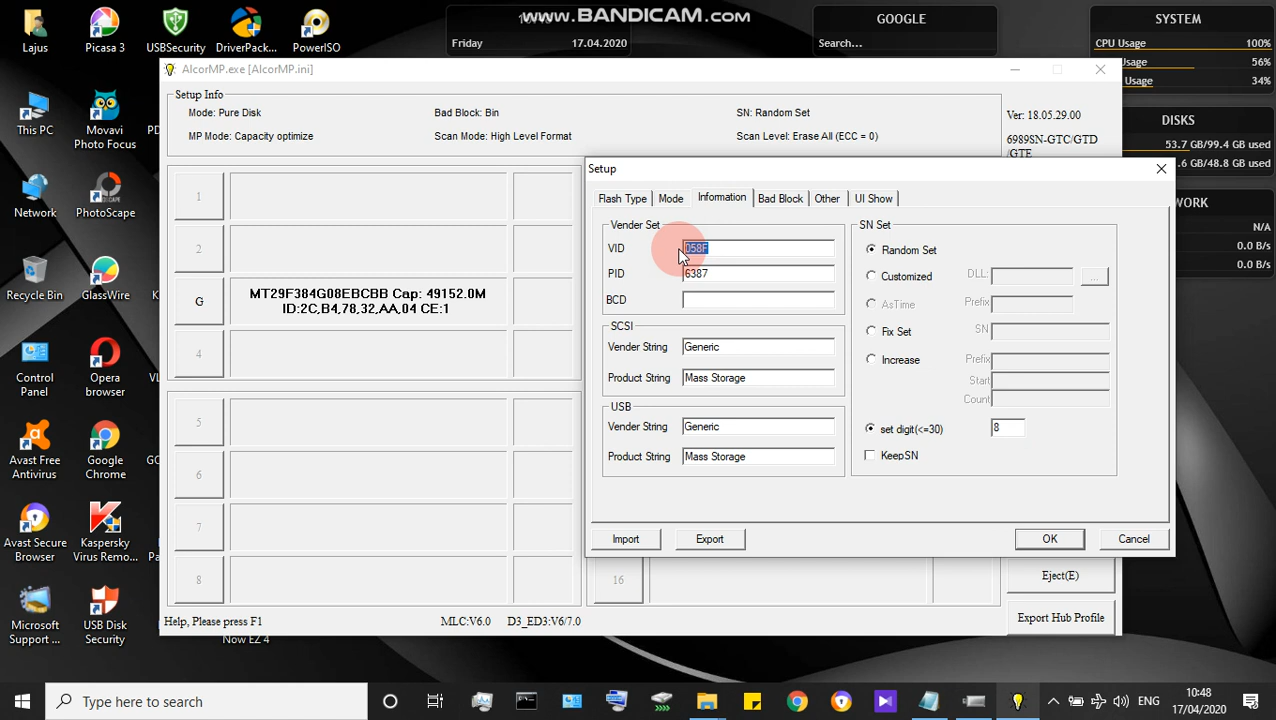 www.BANDICAM.com
Friday
17.04.2020
GOOGLE
Search...
SYSTEM
CPU Usage
100%
Usage
56%
Usage
34%
DISKS
53.7 GB/99.4 GB used
.6 GB/48.8 GB used
WORK
N/A
0.0 B/s
0.0 B/s
Lajus
Picasa 3
USBSecurity
DriverPack...
PowerISO
This PC
Movavi Photo Focus
Network
PhotoScape
Recycle Bin
GlassWire
Control Panel
Opera browser
Avast Free Antivirus
Google Chrome
Avast Secure Browser
Kaspersky Virus Remo...
Microsoft Support ...
USB Disk Security
Now EZ 4
AlcorMP.exe [AlcorMP.ini]
Setup Info
Mode: Pure Disk
Bad Block: Bin
SN: Random Set
MP Mode: Capacity optimize
Scan Mode: High Level Format
Scan Level: Erase All (ECC = 0)
Ver: 18.05.29.00
6989SN-GTC/GTD
/GTE
1
2
G
MT29F384G08EBCBB Cap: 49152.0M
ID:2C,B4,78,32,AA,04 CE:1
4
5
6
7
8
16
Eject(E)
Export Hub Profile
Help, Please press F1
MLC:V6.0
D3_ED3:V6/7.0
Setup
Flash Type
Mode
Information
Bad Block
Other
UI Show
Vender Set
VID
058F
PID
6387
BCD
SCSI
Vender String
Generic
Product String
Mass Storage
USB
Vender String
Generic
Product String
Mass Storage
SN Set
Random Set
Customized
DLL:
...
AsTime
Prefix
Fix Set
SN
Increase
Prefix
Start
Count
set digit(<=30)
8
KeepSN
Import
Export
OK
Cancel
Type here to search
ENG
10:48
17/04/2020